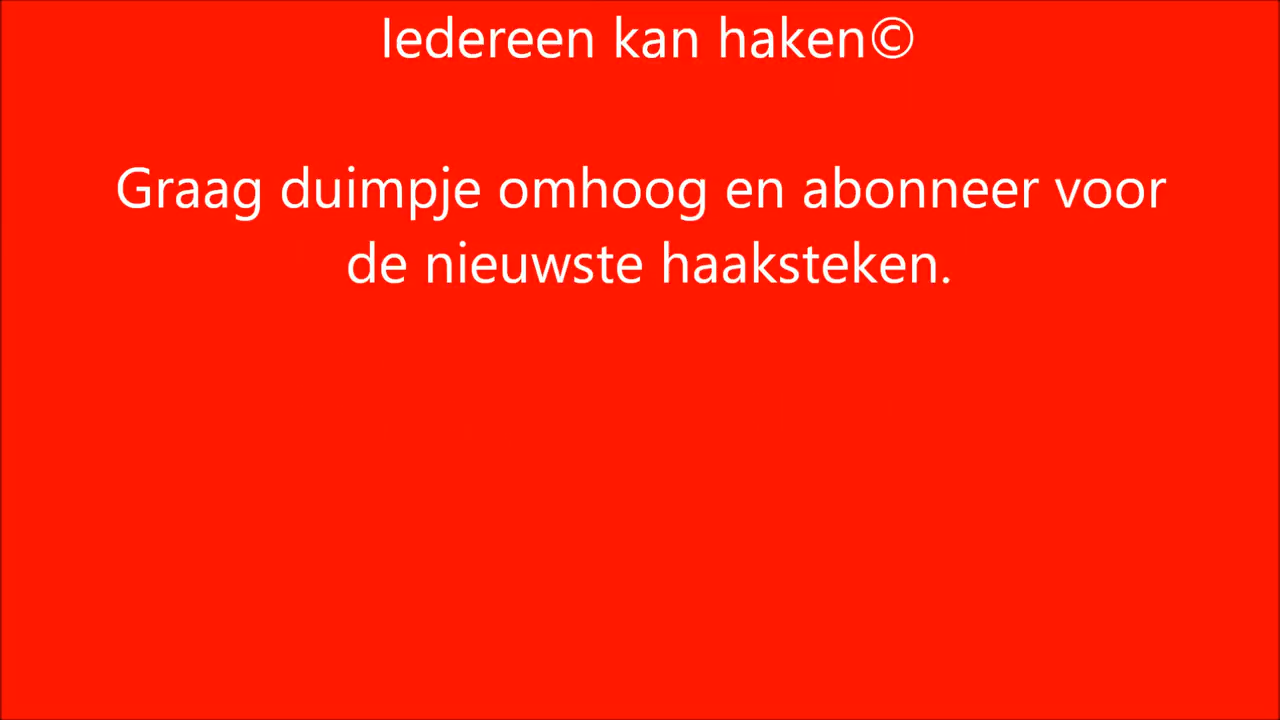 Iedereen kan haken©
Graag duimpje omhoog en abonneer voor
de nieuwste haaksteken.